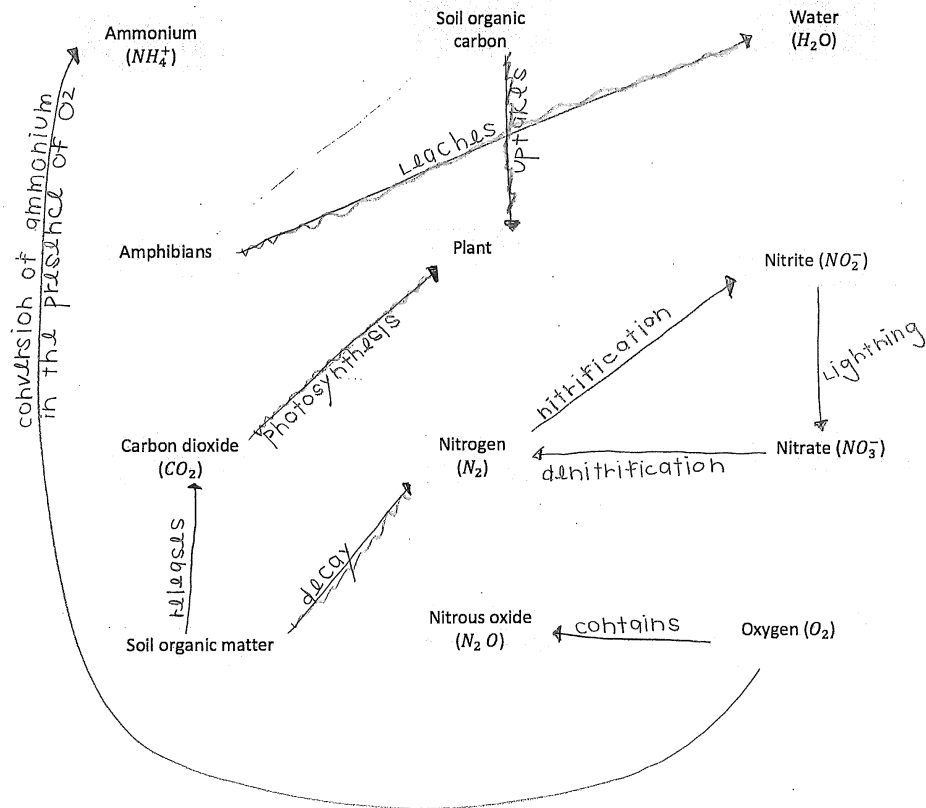 Ammonium
(NH₄⁺)
Soil organic
carbon
Water
(H₂O)
conversion of ammonium
in the presence of O2
uptakes
Leaches
Amphibians
Plant
Nitrite (NO₂⁻)
Photosynthesis
nitrification
Lightning
Carbon dioxide
(CO₂)
Nitrogen
(N₂)
Nitrate (NO₃⁻)
denitrification
releases
decay
Soil organic matter
Nitrous oxide
(N₂ O)
contains
Oxygen (O₂)